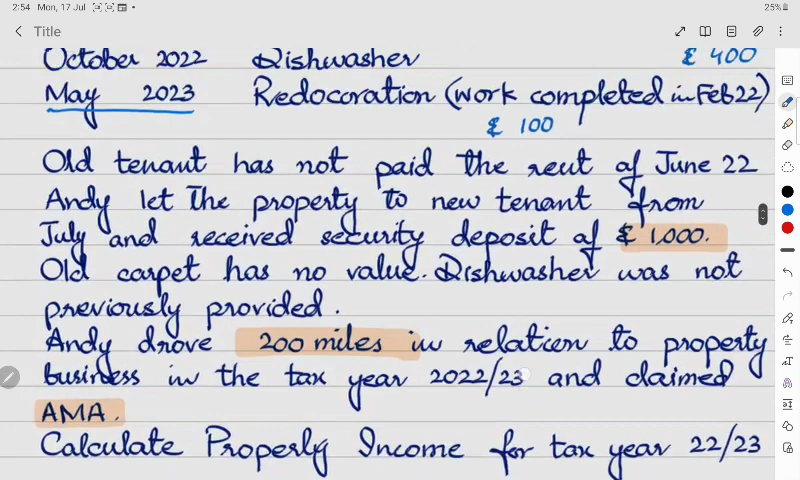 2:54 Mon, 17 Jul
25%
Title
October 2022 Dishwasher £ 400
May 2023 Redocoration (work completed in Feb 22)
£ 100
Old tenant has not paid the rent of June 22
Andy let the property to new tenant from
July and received security deposit of £ 1,000.
Old carpet has no value. Dishwasher was not
previously provided.
Andy drove 200 miles in relation to property
business in the tax year 2022/23 and claimed
AMA.
Calculate Property Income for tax year 22/23